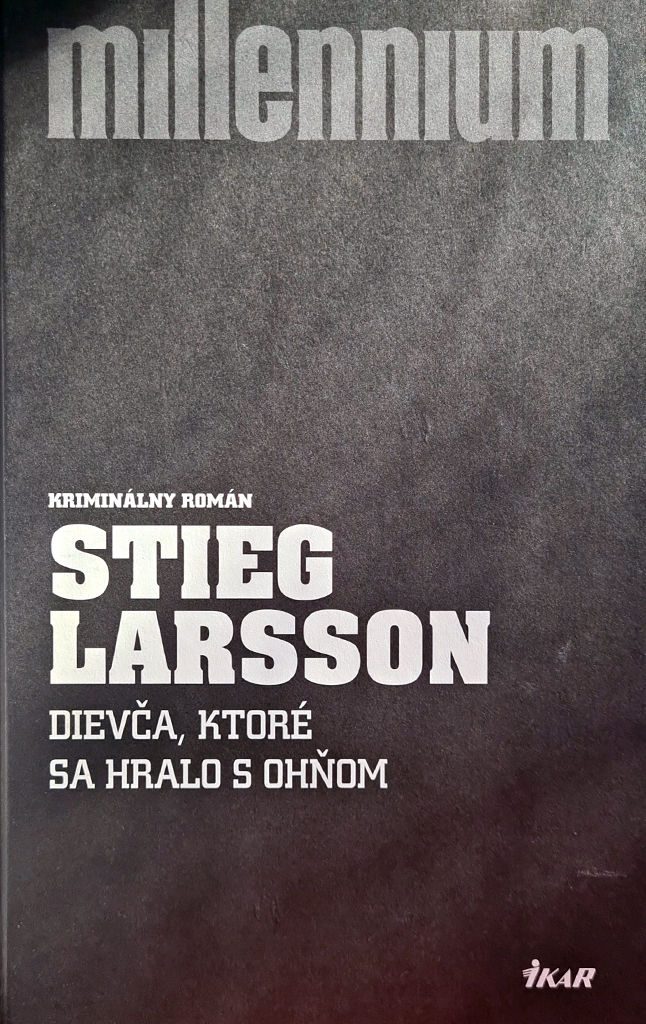 millennium
KRIMINÁLNY ROMÁN
STIEG
LARSSON
DIEVČA, KTORÉ
SA HRALO S OHŇOM
IKAR